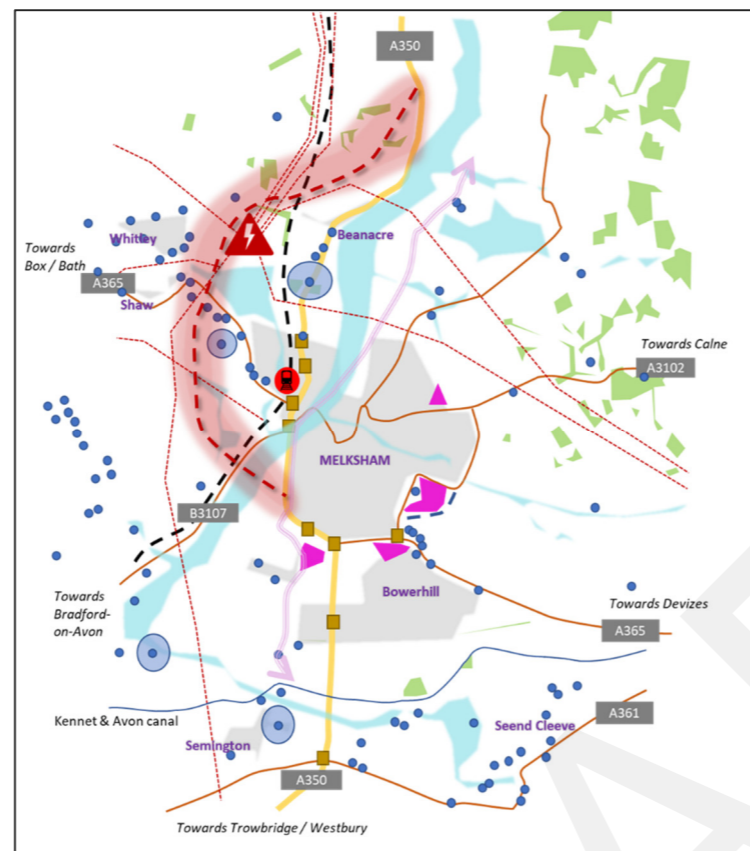 A350
Whitley
Beanacre
Towards
Box / Bath
A365
Shaw
Towards Calne
A3102
MELKSHAM
B3107
Towards
Bradford-
on-Avon
Bowerhill
Towards Devizes
A365
Kennet & Avon canal
A361
Seend Cleeve
Semington
A350
Towards Trowbridge / Westbury